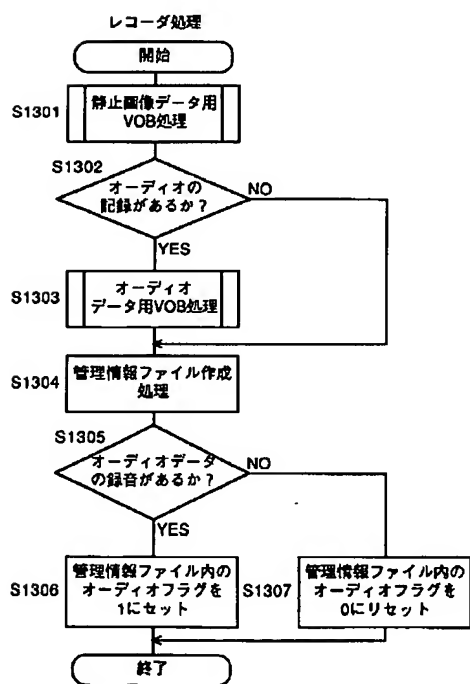 レコーダ処理
開始
S1301
静止画像データ用
VOB処理
S1302
オーディオの
記録があるか？
NO
YES
S1303
オーディオ
データ用VOB処理
S1304
管理情報ファイル作成
処理
S1305
オーディオデータ
の録音があるか？
NO
YES
S1306
管理情報ファイル内の
オーディオフラグを
1にセット
S1307
管理情報ファイル内の
オーディオフラグを
0にリセット
終了